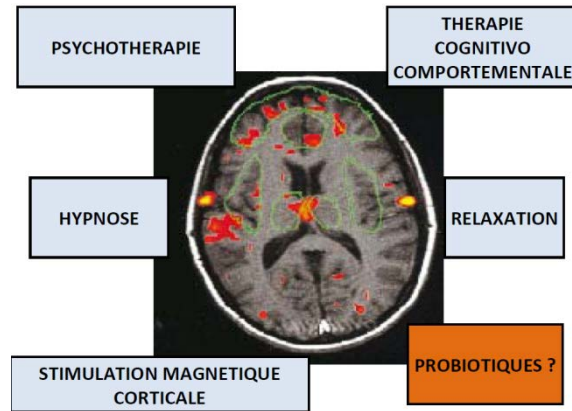 PSYCHOTHERAPIE
THERAPIE
COGNITIVO
COMPORTEMENTALE
HYPNOSE
RELAXATION
STIMULATION MAGNETIQUE
CORTICALE
PROBIOTIQUES ?